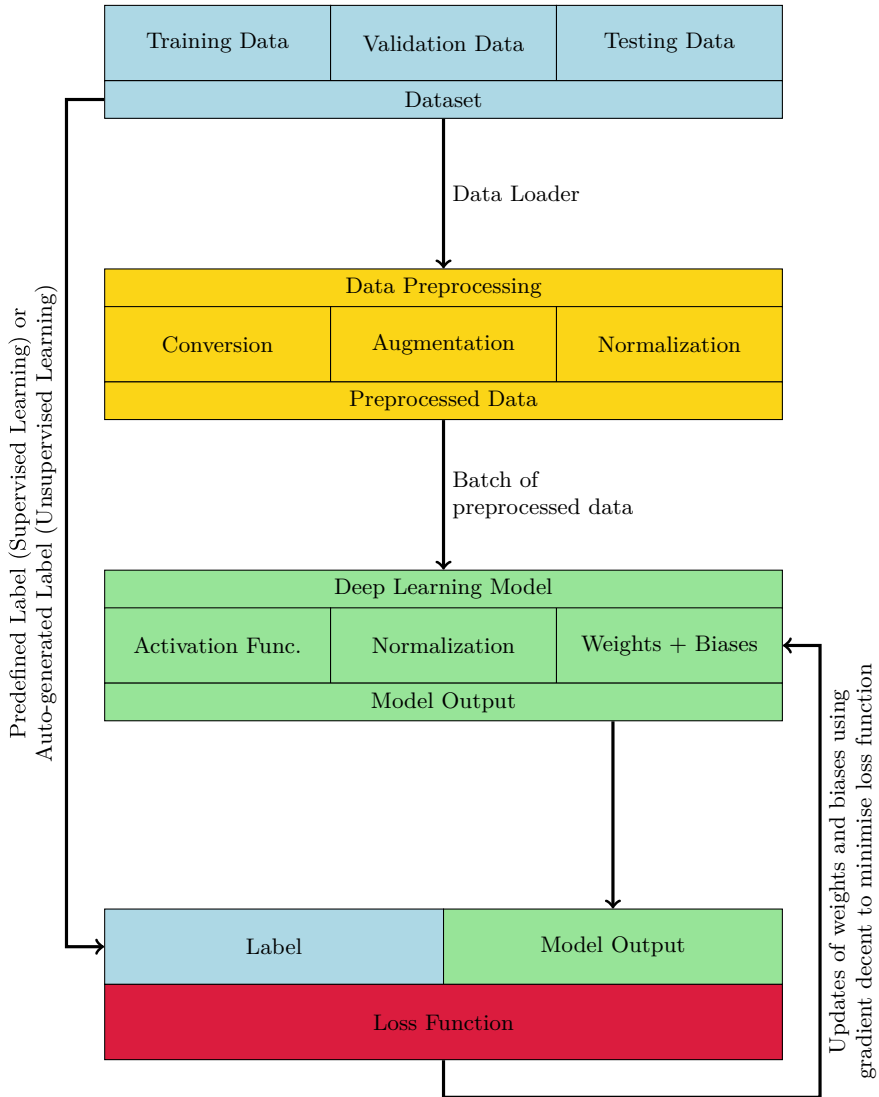 Training Data
Validation Data
Testing Data
Dataset
Data Loader
Data Preprocessing
Conversion
Augmentation
Normalization
Preprocessed Data
Predefined Label (Supervised Learning) or
Auto-generated Label (Unsupervised Learning)
Batch of
preprocessed data
Deep Learning Model
Activation Func.
Normalization
Weights + Biases
Model Output
Updates of weights and biases using
gradient decent to minimise loss function
Label
Model Output
Loss Function